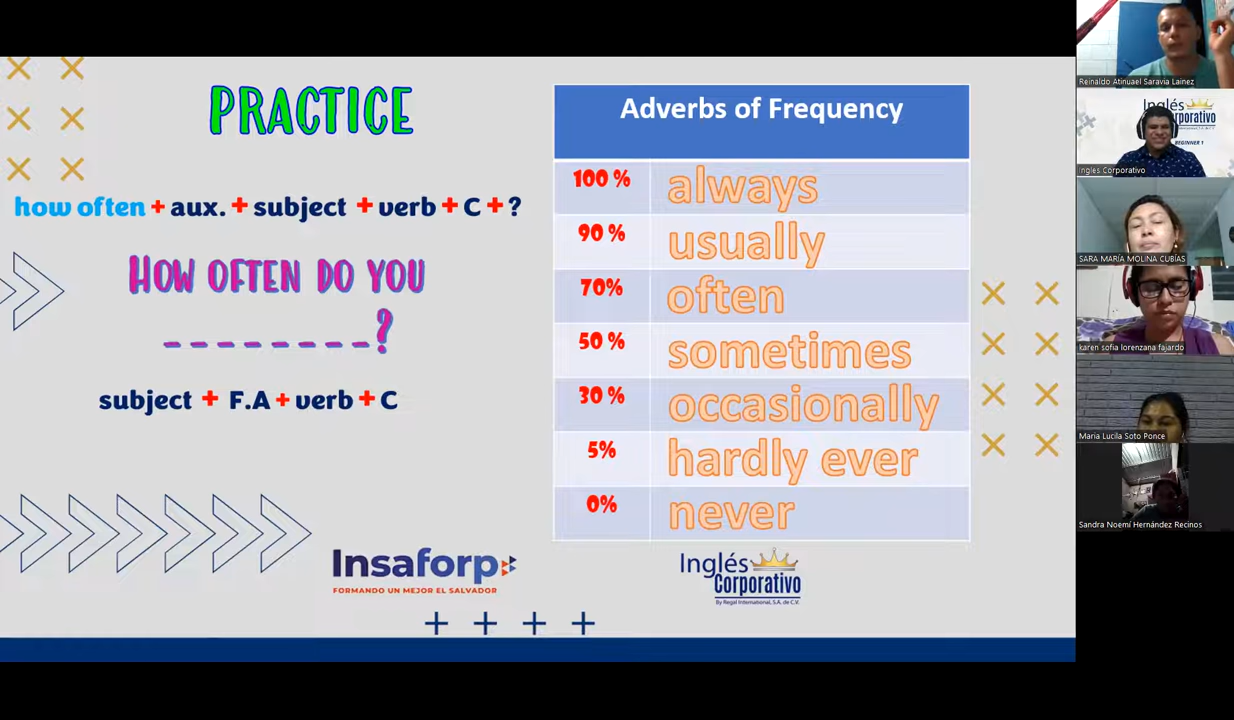 PRACTICE
how often + aux. + subject + verb + C + ?
HOW OFTEN DO YOU
_ _ _ _ _ _ _ _ ?
subject + F.A + verb + C
Adverbs of Frequency
100 % always
90 % usually
70% often
50 % sometimes
30 % occasionally
5% hardly ever
0% never
Insaforp
FORMANDO UN MEJOR EL SALVADOR
Inglés
Corporativo
By Regal International, S.A. de C.V.
Reinaldo Atinuael Saravia Lainez
Inglés
Corporativo
BEGINNER 1
Ingles Corporativo
SARA MARÍA MOLINA CUBÍAS
karen sofia lorenzana fajardo
María Lucila Soto Ponce
Sandra Noemí Hernández Recinos